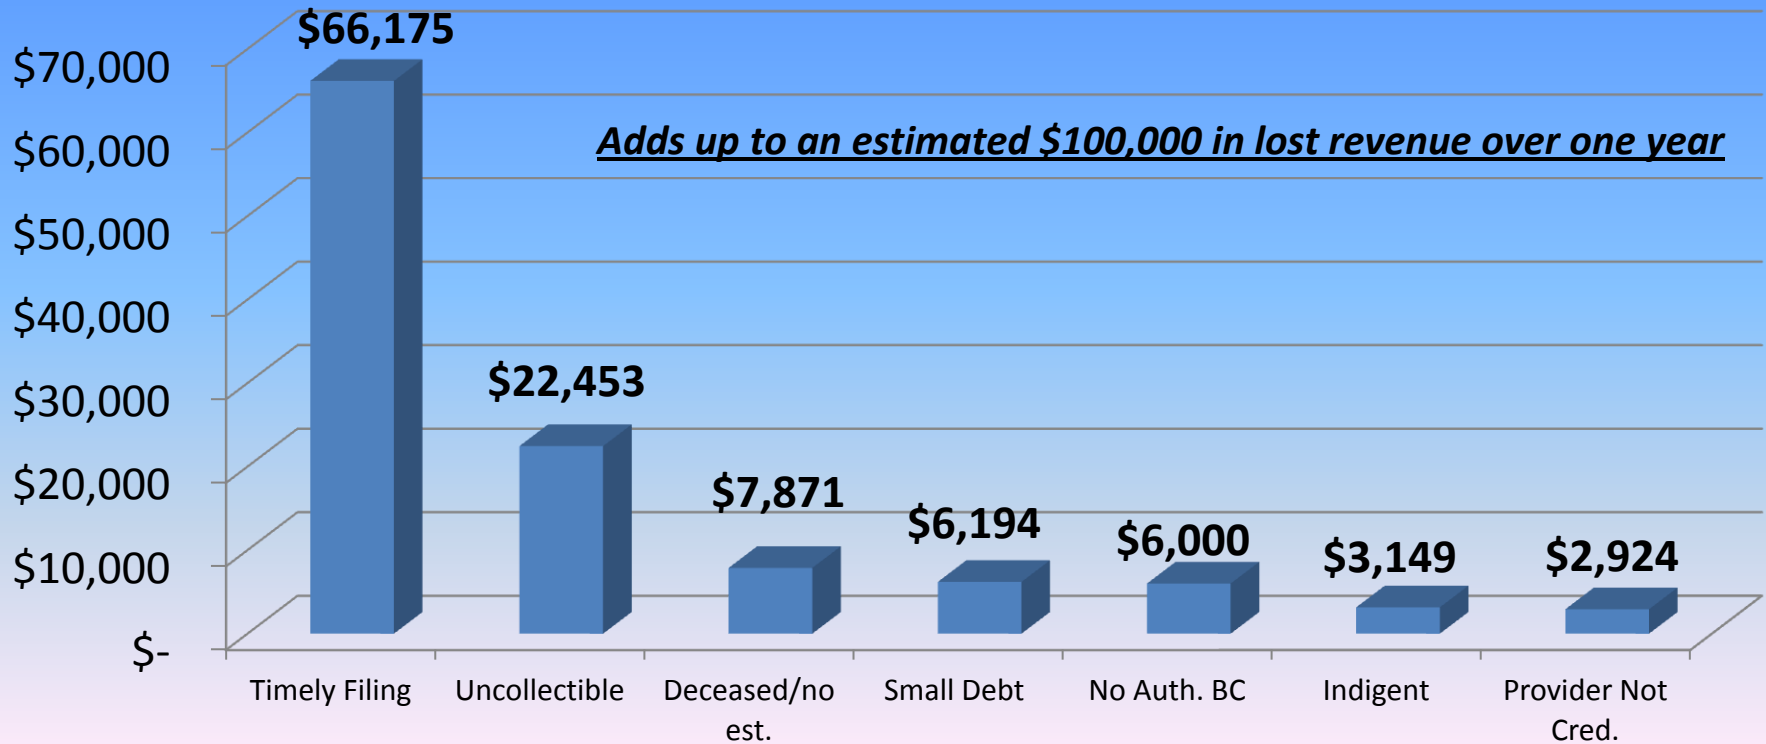 $66,175
$70,000
$60,000
Adds up to an estimated $100,000 in lost revenue over one year
$50,000
$40,000
$30,000
$22,453
$20,000
$7,871
$6,194
$6,000
$3,149
$2,924
$10,000
$-
Timely Filing
Uncollectible
Deceased/no
est.
Small Debt
No Auth. BC
Indigent
Provider Not
Cred.